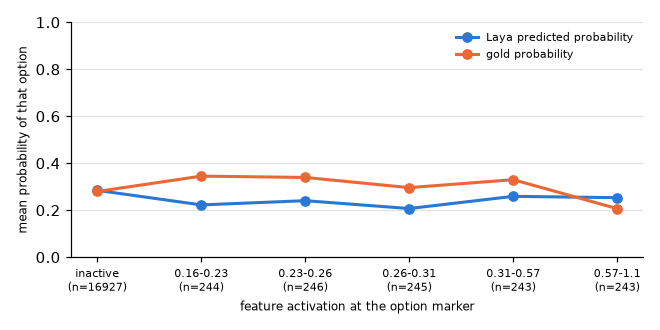 mean probability of that option
1.0
0.8
0.6
0.4
0.2
0.0
Laya predicted probability
gold probability
inactive
(n=16927)
0.16-0.23
(n=244)
0.23-0.26
(n=246)
0.26-0.31
(n=245)
0.31-0.57
(n=243)
0.57-1.1
(n=243)
feature activation at the option marker